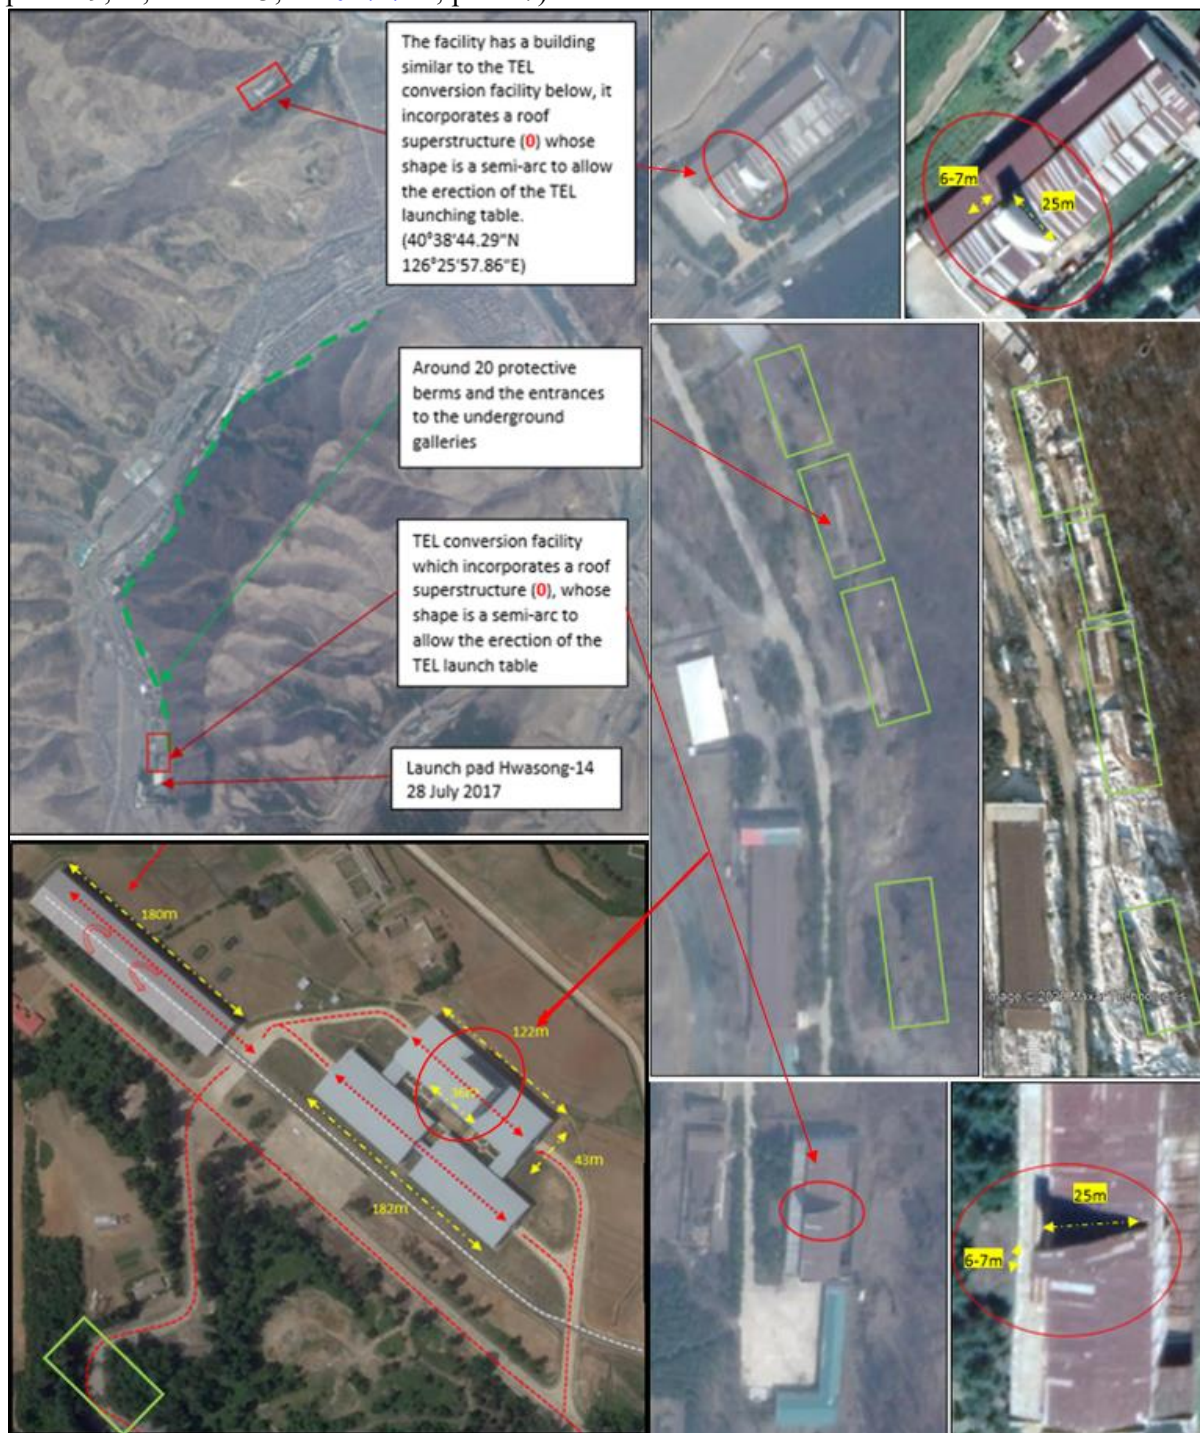 The facility has a building
similar to the TEL
conversion facility below, it
incorporates a roof
superstructure (0) whose
shape is a semi-arc to allow
the erection of the TEL
launching table.
(40°38'44.29"N
126°25'57.86"E)
6-7m
25m
Around 20 protective
berms and the entrances
to the underground
galleries
TEL conversion facility
which incorporates a roof
superstructure (0), whose
shape is a semi-arc to
allow the erection of the
TEL launch table
Launch pad Hwasong-14
28 July 2017
180m
122m
43m
182m
25m
6-7m